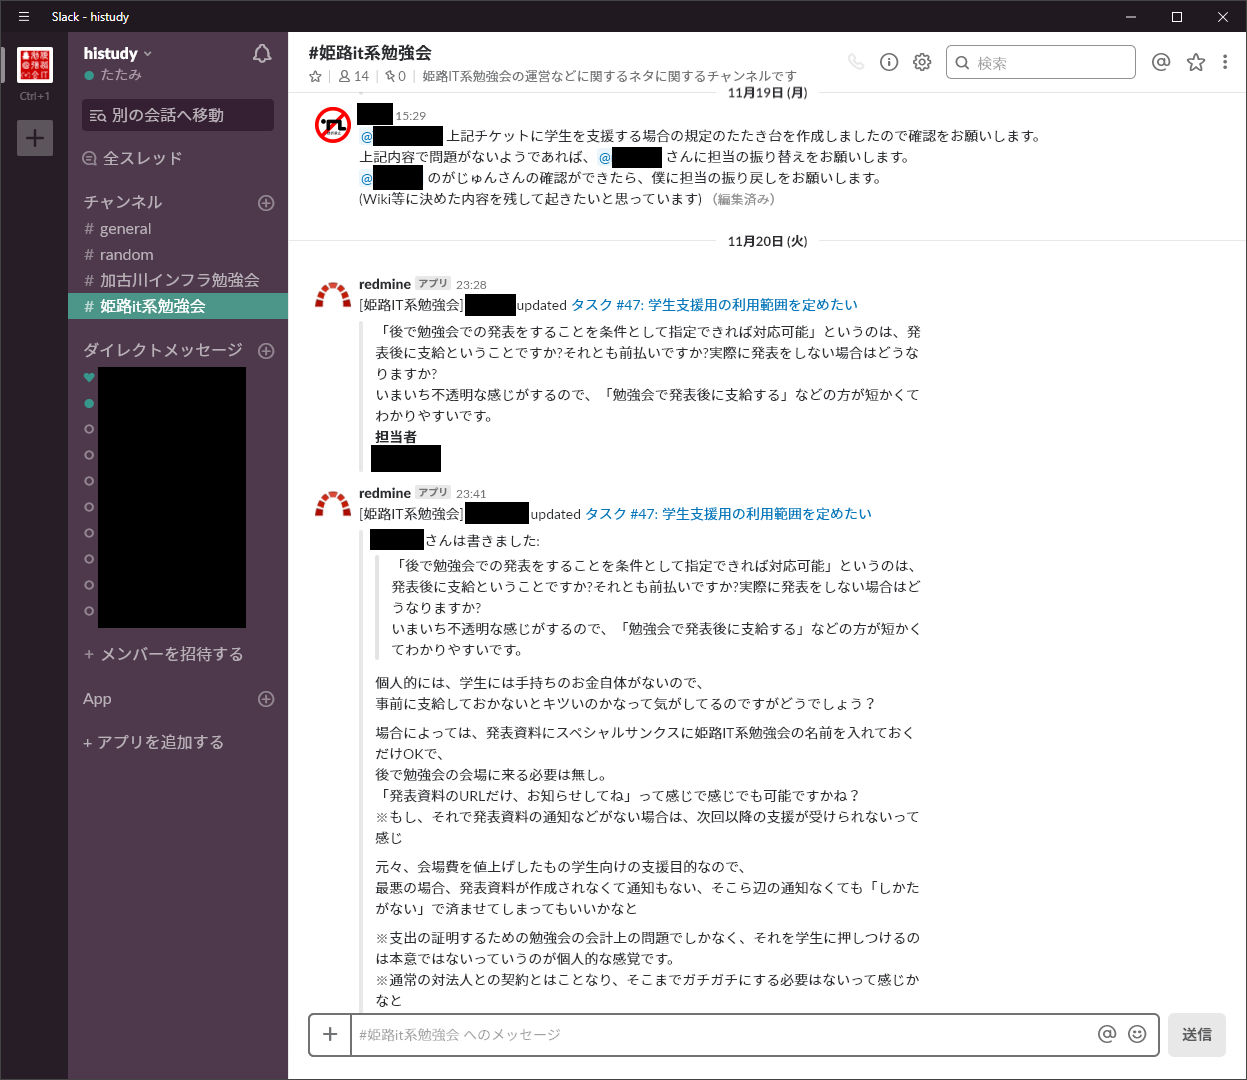 Slack - histudy
Ctrl+1
histudy
たたみ
別の会話へ移動
全スレッド
チャンネル
# general
# random
# 加古川インフラ勉強会
# 姫路it系勉強会
ダイレクトメッセージ
+ メンバーを招待する
App
+ アプリを追加する
#姫路it系勉強会
14
0
姫路IT系勉強会の運営などに関するネタに関するチャンネルです
検索
11月19日 (月)
15:29
@ 上記チケットに学生を支援する場合の規定のたたき台を作成しましたので確認をお願いします。
上記内容で問題がないようであれば、@ さんに担当の振り替えをお願いします。
@ のがじゅんさんの確認ができたら、僕に担当の振り戻しをお願いします。
(Wiki等に決めた内容を残して起きたいと思っています) (編集済み)
11月20日 (火)
redmine アプリ 23:28
[姫路IT系勉強会] updated タスク #47: 学生支援用の利用範囲を定めたい
「後で勉強会での発表をすることを条件として指定できれば対応可能」というのは、発
表後に支給ということですか?それとも前払いですか?実際に発表をしない場合はどうな
りますか?
いまいち不透明な感じがするので、「勉強会で発表後に支給する」などの方が短かくて
わかりやすいです。
担当者
redmine アプリ 23:41
[姫路IT系勉強会] updated タスク #47: 学生支援用の利用範囲を定めたい
さんは書きました:
「後で勉強会での発表をすることを条件として指定できれば対応可能」というのは、
発表後に支給ということですか?それとも前払いですか?実際に発表をしない場合はど
うなりますか?
いまいち不透明な感じがするので、「勉強会で発表後に支給する」などの方が短かく
てわかりやすいです。
個人的には、学生には手持ちのお金自体がないので、
事前に支給しておかないとキツいのかなって気がしてるのですがどうでしょう？
場合によっては、発表資料にスペシャルサンクスに姫路IT系勉強会の名前を入れておく
だけOKで、
後で勉強会の会場に来る必要は無し。
「発表資料のURLだけ、お知らせしてね」って感じで感じでも可能ですかね？
※もし、それで発表資料の通知などがない場合は、次回以降の支援が受けられないって
感じ
元々、会場費を値上げしたもの学生向けの支援目的なので、
最悪の場合、発表資料が作成されなくて通知もない、そこら辺の通知なくても「しかた
がない」で済ませてしまってもいいかなと
※支出の証明するための勉強会の会計上の問題でしかなく、それを学生に押しつけるの
は本意ではないっていうのが個人的な感覚です。
※通常の対法人との契約とはことなり、そこまでガチガチにする必要はないって感じか
なと
#姫路it系勉強会 へのメッセージ
送信